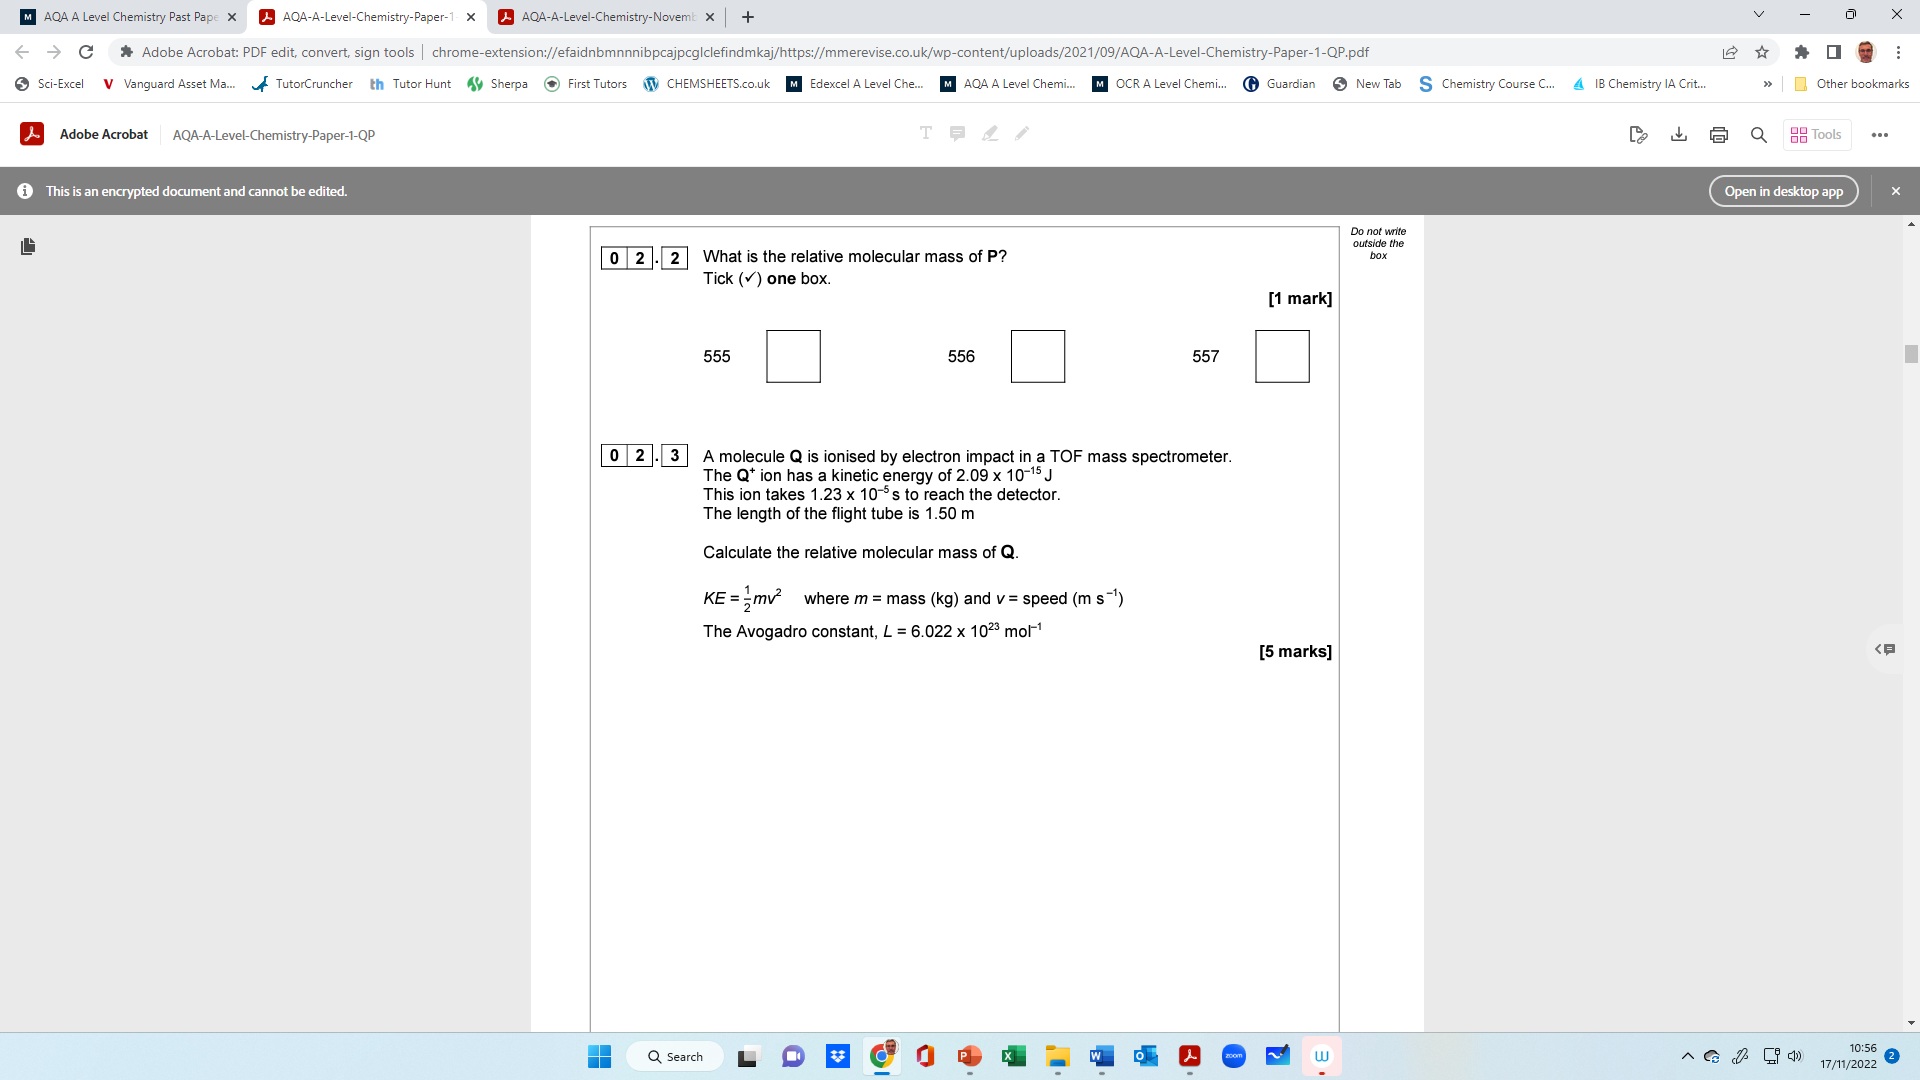 AQA A Level Chemistry Past Pape
AQA-A-Level-Chemistry-Paper-1-
AQA-A-Level-Chemistry-Novemb
Adobe Acrobat: PDF edit, convert, sign tools
chrome-extension://efaidnbmnnnibpcajpcglclefindmkaj/https://mmerevise.co.uk/wp-content/uploads/2021/09/AQA-A-Level-Chemistry-Paper-1-QP.pdf
Sci-Excel
Vanguard Asset Ma...
TutorCruncher
Tutor Hunt
Sherpa
First Tutors
CHEMSHEETS.co.uk
Edexcel A Level Che...
AQA A Level Chemi...
OCR A Level Chemi...
Guardian
New Tab
Chemistry Course C...
IB Chemistry IA Crit...
»
Other bookmarks
Adobe Acrobat
AQA-A-Level-Chemistry-Paper-1-QP
Tools
This is an encrypted document and cannot be edited.
Open in desktop app
Do not write
outside the
box
0 2 . 2 What is the relative molecular mass of P?
Tick (✓) one box.
[1 mark]
555
556
557
0 2 . 3 A molecule Q is ionised by electron impact in a TOF mass spectrometer.
The Q⁺ ion has a kinetic energy of 2.09 x 10⁻¹⁵ J
This ion takes 1.23 x 10⁻⁵ s to reach the detector.
The length of the flight tube is 1.50 m
Calculate the relative molecular mass of Q.
KE = 1/2 mv² where m = mass (kg) and v = speed (m s⁻¹)
The Avogadro constant, L = 6.022 x 10²³ mol⁻¹
[5 marks]
Search
zoom
10:56
17/11/2022
2